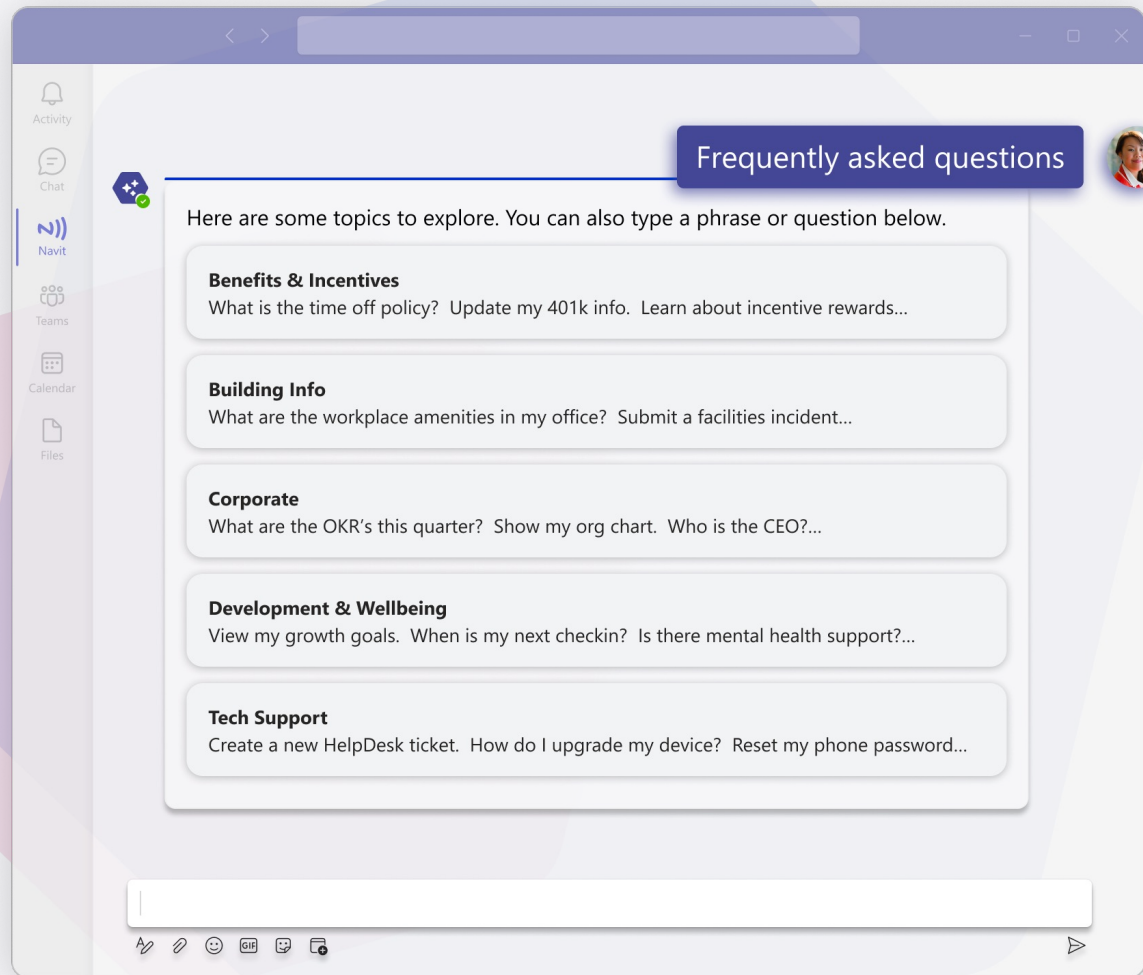 Activity
Chat
Navit
Teams
Calendar
Files
Frequently asked questions
Here are some topics to explore. You can also type a phrase or question below.
Benefits & Incentives
What is the time off policy?  Update my 401k info.  Learn about incentive rewards...
Building Info
What are the workplace amenities in my office?  Submit a facilities incident...
Corporate
What are the OKR's this quarter?  Show my org chart.  Who is the CEO?...
Development & Wellbeing
View my growth goals.  When is my next checkin?  Is there mental health support?...
Tech Support
Create a new HelpDesk ticket.  How do I upgrade my device?  Reset my phone password...
GIF